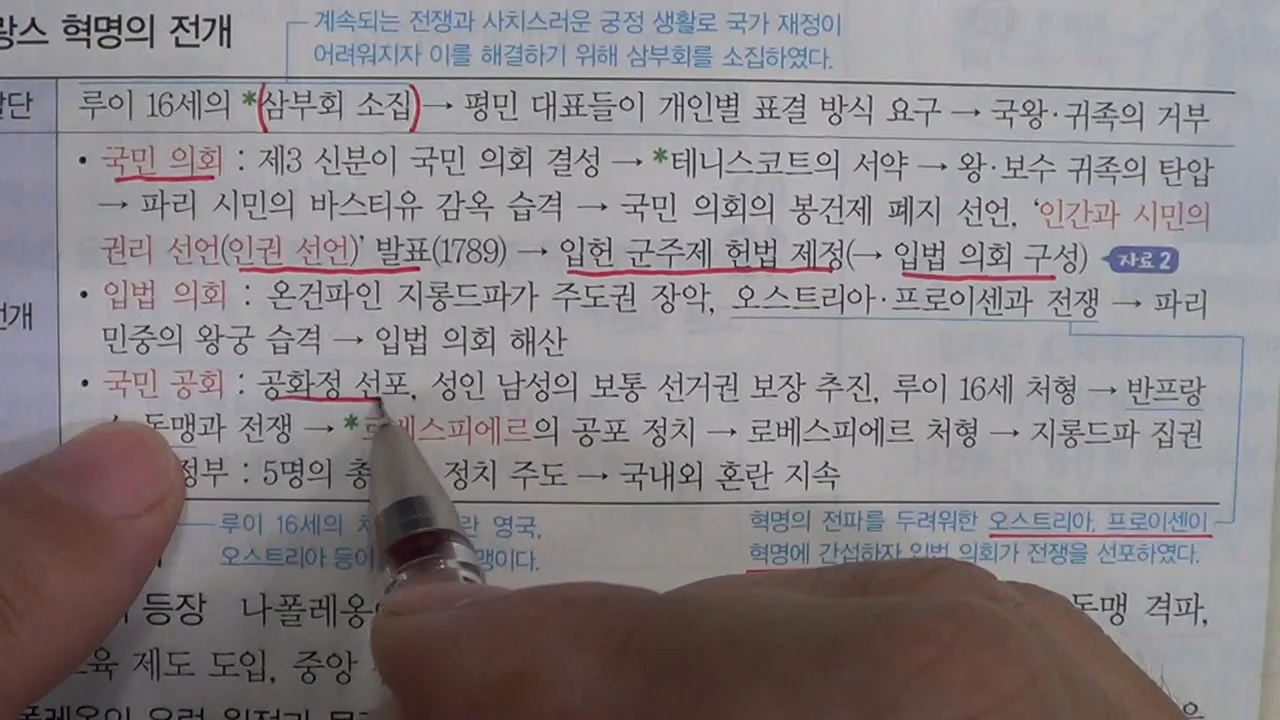 랑스 혁명의 전개
계속되는 전쟁과 사치스러운 궁정 생활로 국가 재정이
어려워지자 이를 해결하기 위해 삼부회를 소집하였다.
발단
루이 16세의 *(삼부회 소집) → 평민 대표들이 개인별 표결 방식 요구 → 국왕·귀족의 거부
• 국민 의회 : 제3 신분이 국민 의회 결성 → *테니스코트의 서약 → 왕·보수 귀족의 탄압
→ 파리 시민의 바스티유 감옥 습격 → 국민 의회의 봉건제 폐지 선언, ‘인간과 시민의
권리 선언(인권 선언)’ 발표(1789) → 입헌 군주제 헌법 제정(→ 입법 의회 구성) 자료 2
전개
• 입법 의회 : 온건파인 지롱드파가 주도권 장악, 오스트리아·프로이센과 전쟁 → 파리
민중의 왕궁 습격 → 입법 의회 해산
• 국민 공회 : 공화정 선포, 성인 남성의 보통 선거권 보장 추진, 루이 16세 처형 → 반프랑
동맹과 전쟁 → *로베스피에르의 공포 정치 → 로베스피에르 처형 → 지롱드파 집권
정부 : 5명의 총 정치 주도 → 국내외 혼란 지속
루이 16세의 처 란 영국,
오스트리아 등이 맹이다.
혁명의 전파를 두려워한 오스트리아, 프로이센이
혁명에 간섭하자 입법 의회가 전쟁을 선포하였다.
등장 나폴레옹 동맹 격파,
육 제도 도입, 중앙
폴레옹의 유럽 원정과